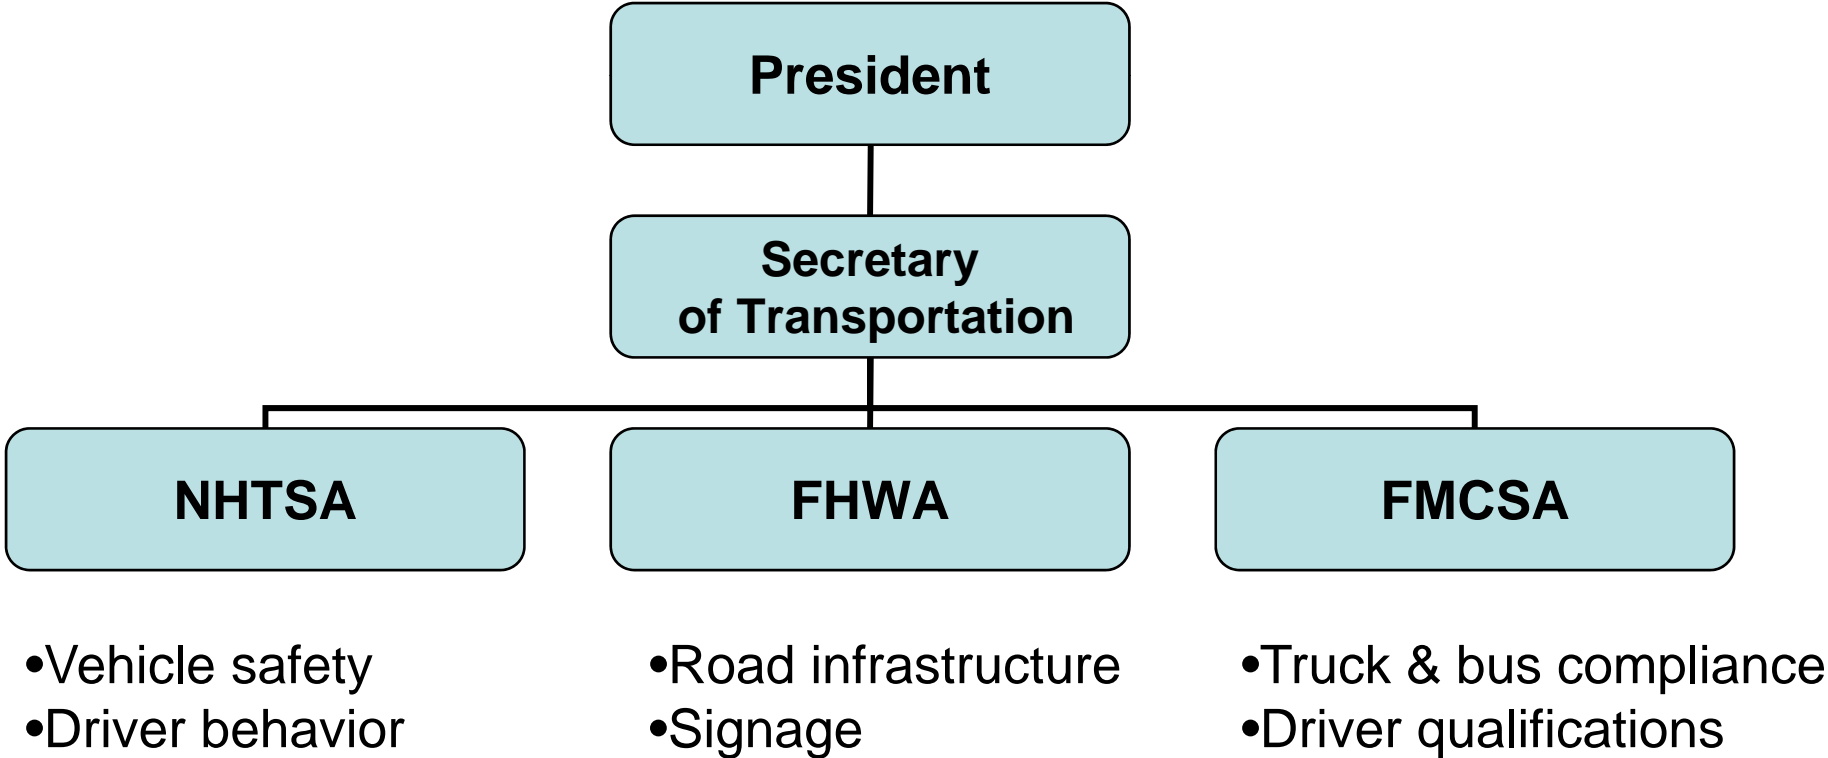 President
Secretary
of Transportation
NHTSA
FHWA
FMCSA
•Vehicle safety
•Driver behavior
•Road infrastructure
•Signage
•Truck & bus compliance
•Driver qualifications